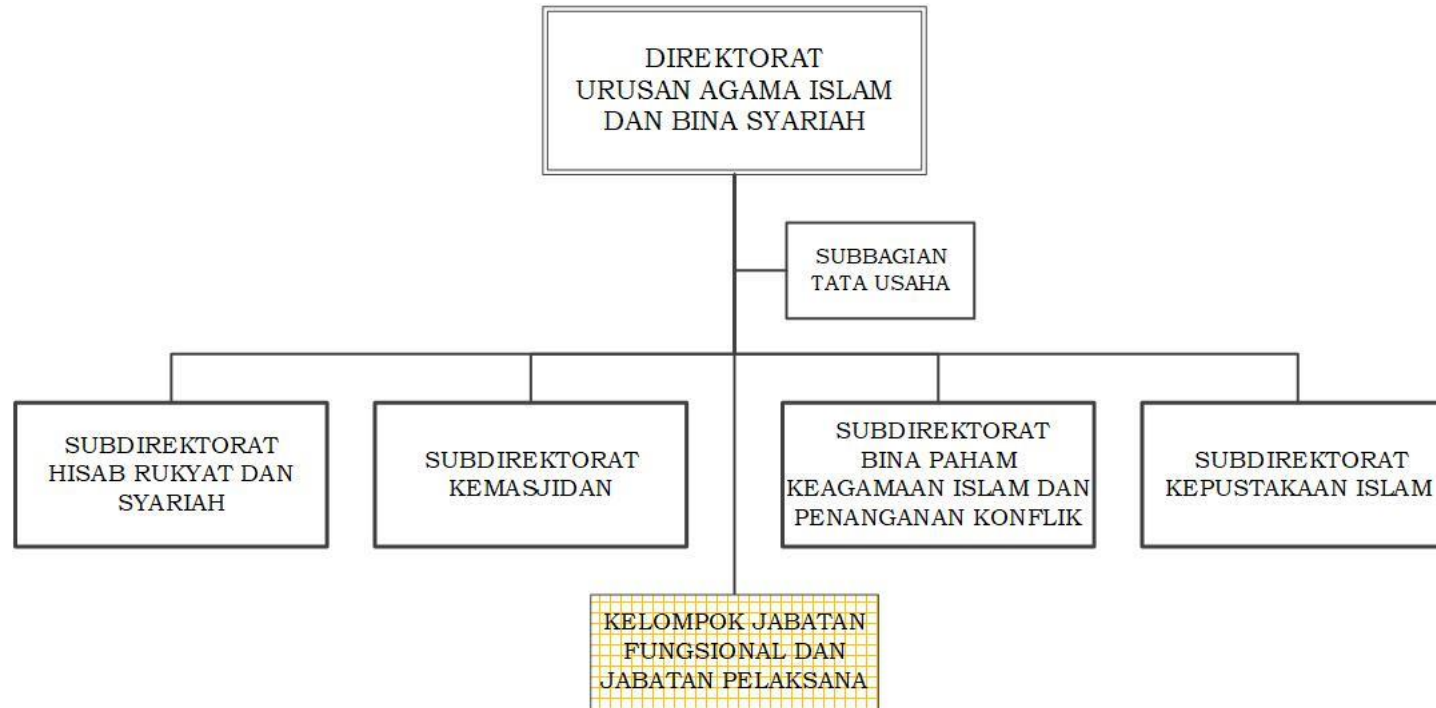 DIREKTORAT
URUSAN AGAMA ISLAM
DAN BINA SYARIAH
SUBBAGIAN
TATA USAHA
SUBDIREKTORAT
HISAB RUKYAT DAN
SYARIAH
SUBDIREKTORAT
KEMASJIDAN
SUBDIREKTORAT
BINA PAHAM
KEAGAMAAN ISLAM DAN
PENANGANAN KONFLIK
SUBDIREKTORAT
KEPUSTAKAAN ISLAM
KELOMPOK JABATAN
FUNGSIONAL DAN
JABATAN PELAKSANA